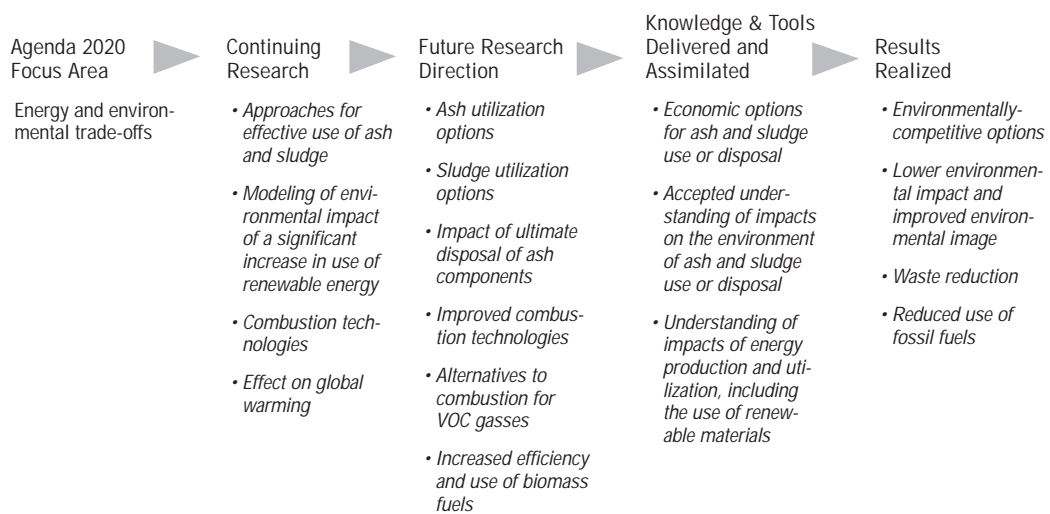 Agenda 2020
Focus Area
Energy and environ-
mental trade-offs
Continuing
Research
• Approaches for
effective use of ash
and sludge
• Modeling of envi-
ronmental impact
of a significant
increase in use of
renewable energy
• Combustion tech-
nologies
• Effect on global
warming
Future Research
Direction
• Ash utilization
options
• Sludge utilization
options
• Impact of ultimate
disposal of ash
components
• Improved combus-
tion technologies
• Alternatives to
combustion for
VOC gasses
• Increased efficiency
and use of biomass
fuels
Knowledge & Tools
Delivered and
Assimilated
• Economic options
for ash and sludge
use or disposal
• Accepted under-
standing of impacts
on the environment
of ash and sludge
use or disposal
• Understanding of
impacts of energy
production and uti-
lization, including
the use of renew-
able materials
Results
Realized
• Environmentally-
competitive options
• Lower environmen-
tal impact and
improved environ-
mental image
• Waste reduction
• Reduced use of
fossil fuels